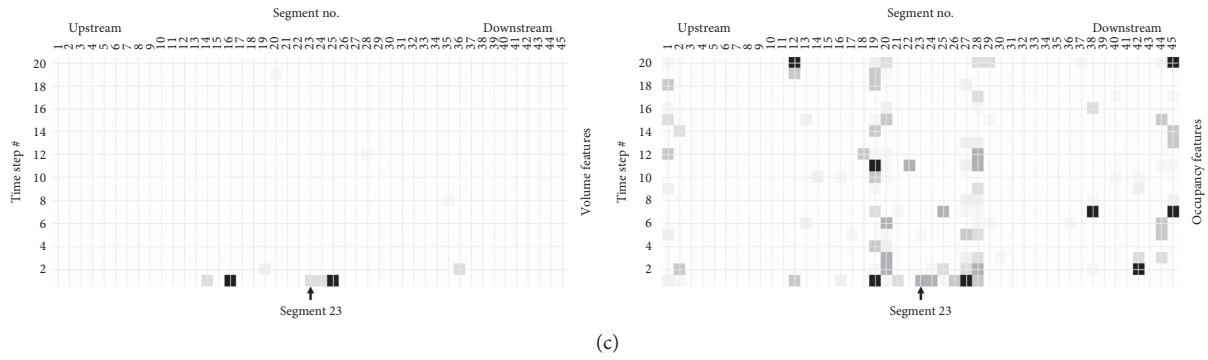 Segment no.
Upstream Downstream
1 2 3 4 5 6 7 8 9 10 11 12 13 14 15 16 17 18 19 20 21 22 23 24 25 26 27 28 29 30 31 32 33 34 35 36 37 38 39 40 41 42 43 44 45
20
18
16
14
12
10
8
6
4
2
Time step #
Volume features
Segment 23
Segment no.
Upstream Downstream
1 2 3 4 5 6 7 8 9 10 11 12 13 14 15 16 17 18 19 20 21 22 23 24 25 26 27 28 29 30 31 32 33 34 35 36 37 38 39 40 41 42 43 44 45
20
18
16
14
12
10
8
6
4
2
Time step #
Occupancy features
Segment 23
(c)